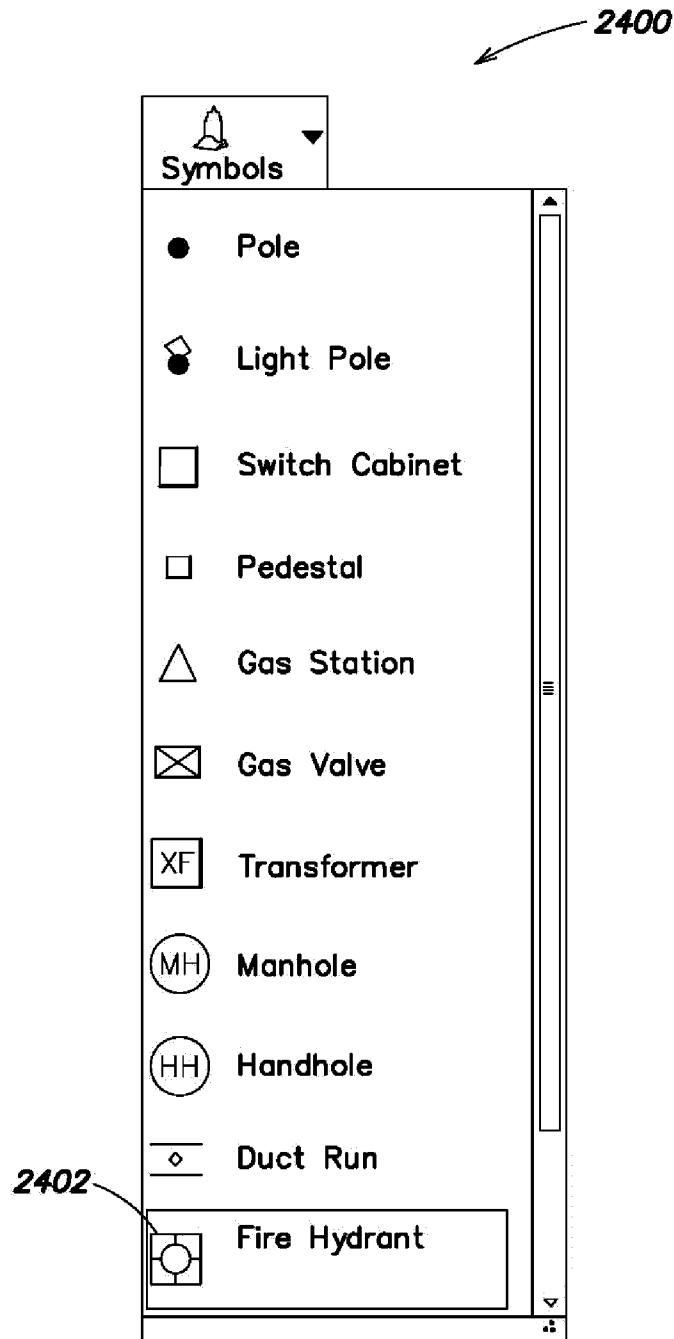 2400
Symbols
Pole
Light Pole
Switch Cabinet
Pedestal
Gas Station
Gas Valve
XF Transformer
MH Manhole
HH Handhole
Duct Run
2402
Fire Hydrant